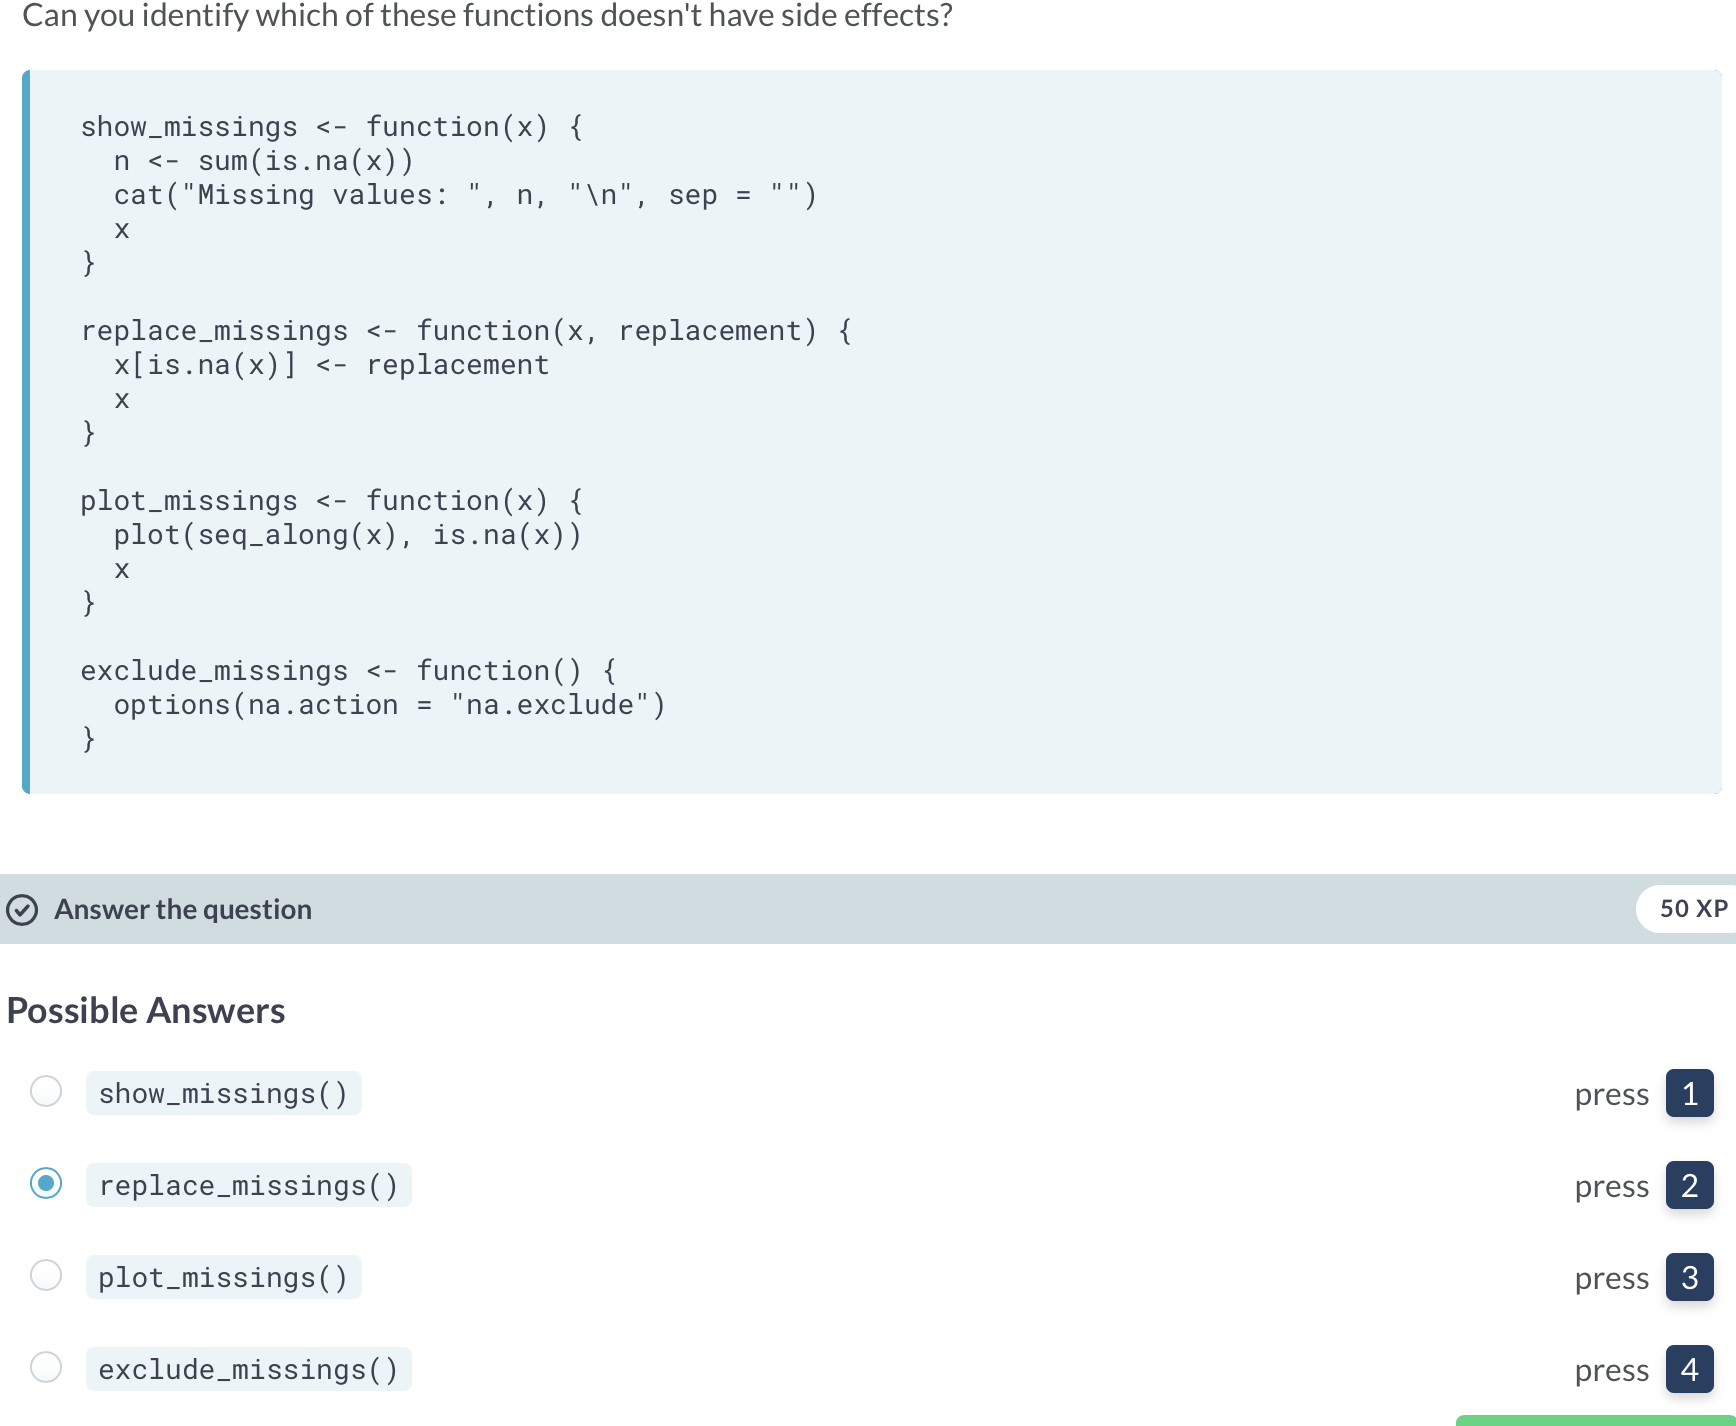 Can you identify which of these functions doesn't have side effects?
show_missings <- function(x) {
  n <- sum(is.na(x))
  cat("Missing values: ", n, "\n", sep = "")
  x
}
replace_missings <- function(x, replacement) {
  x[is.na(x)] <- replacement
  x
}
plot_missings <- function(x) {
  plot(seq_along(x), is.na(x))
  x
}
exclude_missings <- function() {
  options(na.action = "na.exclude")
}
Answer the question 50 XP
Possible Answers
show_missings() press 1
replace_missings() press 2
plot_missings() press 3
exclude_missings() press 4